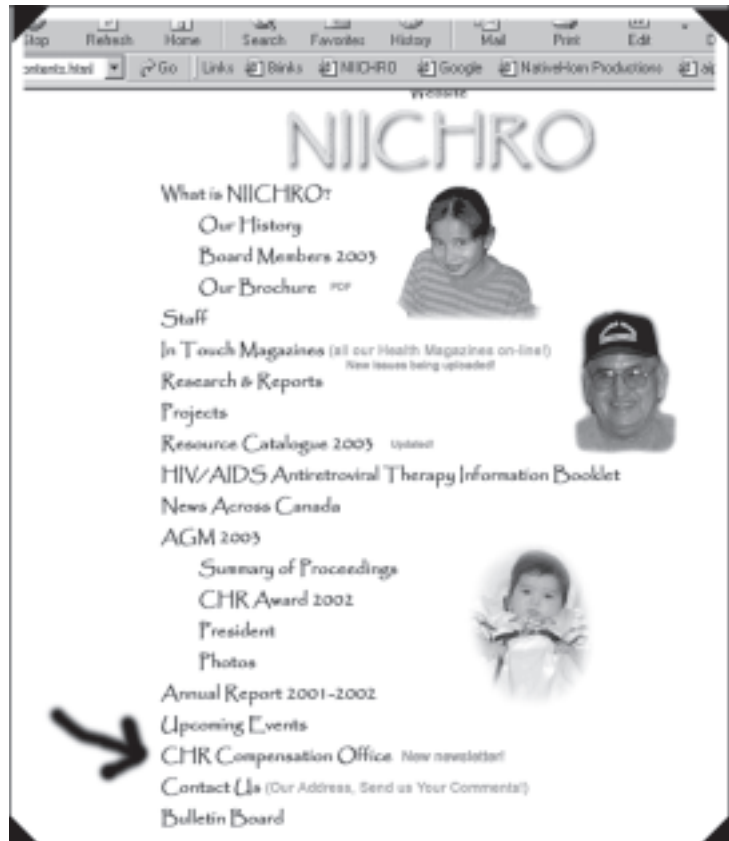 Stop Refresh Home Search Favorites History Mail Print Edit
Go Links Binks NIICHRO Google NativeHorn Productions
Website
NIICHRO
What is NIICHRO?
Our History
Board Members 2003
Our Brochure PDF
Staff
In Touch Magazines (all our Health Magazines on-line!)
New issues being uploaded!
Research & Reports
Projects
Resource Catalogue 2003 Updated!
HIV/AIDS Antiretroviral Therapy Information Booklet
News Across Canada
AGM 2003
Summary of Proceedings
CHR Award 2002
President
Photos
Annual Report 2001-2002
Upcoming Events
CHR Compensation Office New newsletter!
Contact Us (Our Address, Send us Your Comments!)
Bulletin Board